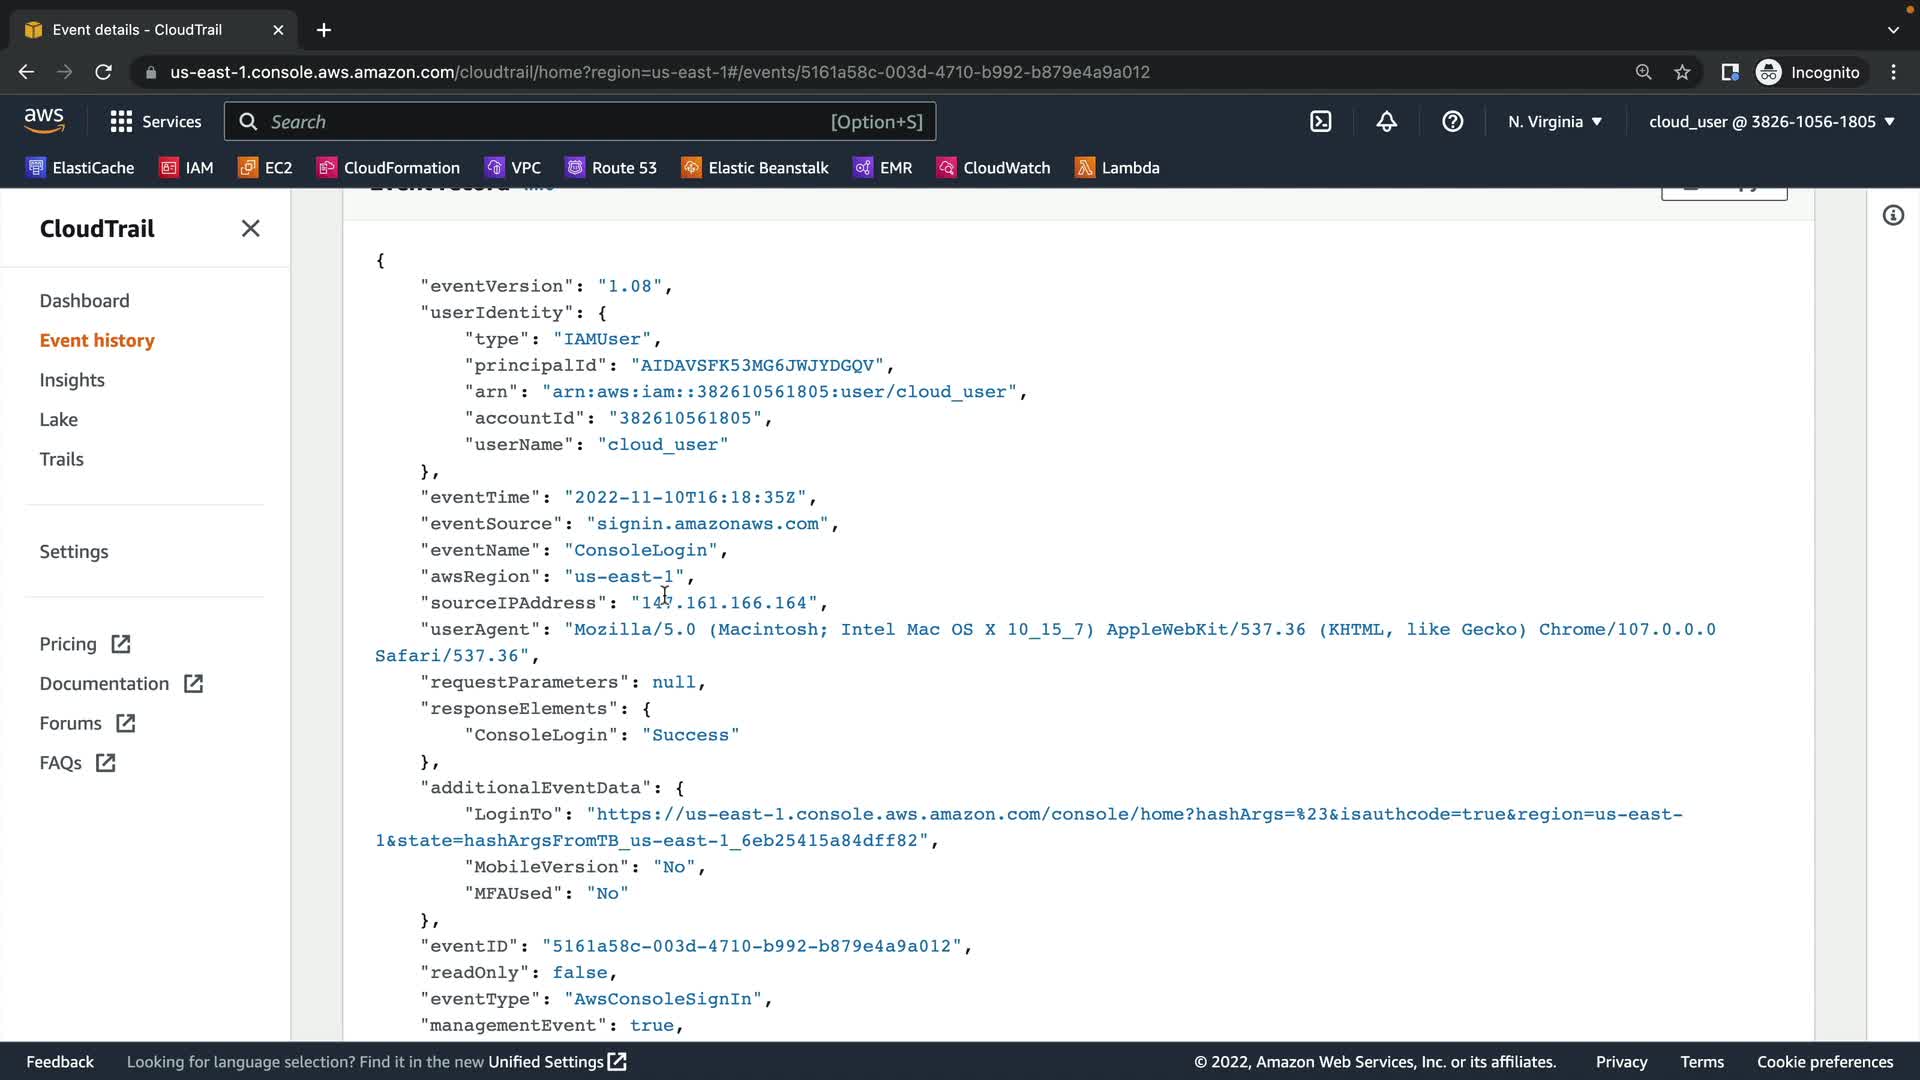 Event details - CloudTrail
us-east-1.console.aws.amazon.com/cloudtrail/home?region=us-east-1#/events/5161a58c-003d-4710-b992-b879e4a9a012
Incognito
aws
Services
Search
[Option+S]
N. Virginia
cloud_user @ 3826-1056-1805
ElastiCache
IAM
EC2
CloudFormation
VPC
Route 53
Elastic Beanstalk
EMR
CloudWatch
Lambda
CloudTrail
Dashboard
Event history
Insights
Lake
Trails
Settings
Pricing
Documentation
Forums
FAQs
{
"eventVersion": "1.08",
"userIdentity": {
"type": "IAMUser",
"principalId": "AIDAVSFK53MG6JWJYDGQV",
"arn": "arn:aws:iam::382610561805:user/cloud_user",
"accountId": "382610561805",
"userName": "cloud_user"
},
"eventTime": "2022-11-10T16:18:35Z",
"eventSource": "signin.amazonaws.com",
"eventName": "ConsoleLogin",
"awsRegion": "us-east-1",
"sourceIPAddress": "147.161.166.164",
"userAgent": "Mozilla/5.0 (Macintosh; Intel Mac OS X 10_15_7) AppleWebKit/537.36 (KHTML, like Gecko) Chrome/107.0.0.0
Safari/537.36",
"requestParameters": null,
"responseElements": {
"ConsoleLogin": "Success"
},
"additionalEventData": {
"LoginTo": "https://us-east-1.console.aws.amazon.com/console/home?hashArgs=%23&isauthcode=true&region=us-east-
1&state=hashArgsFromTB_us-east-1_6eb25415a84dff82",
"MobileVersion": "No",
"MFAUsed": "No"
},
"eventID": "5161a58c-003d-4710-b992-b879e4a9a012",
"readOnly": false,
"eventType": "AwsConsoleSignIn",
"managementEvent": true,
Feedback
Looking for language selection? Find it in the new Unified Settings
© 2022, Amazon Web Services, Inc. or its affiliates.
Privacy
Terms
Cookie preferences